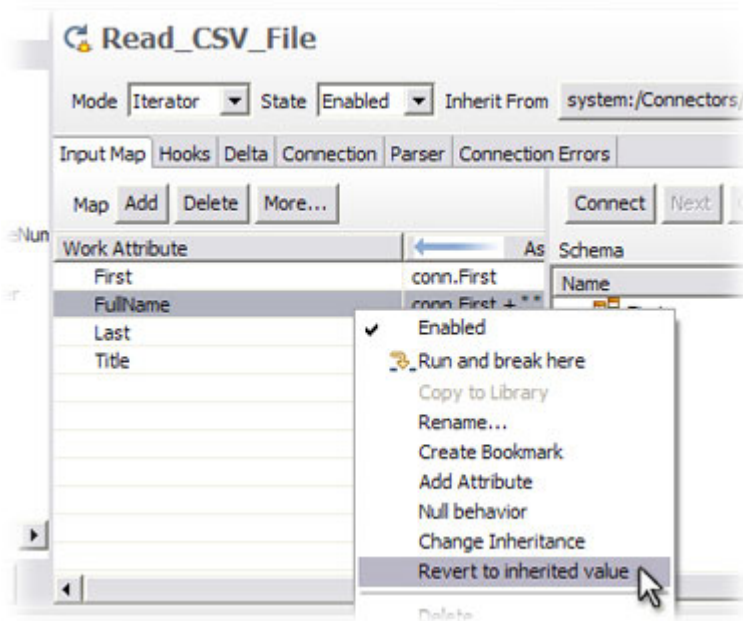 Read_CSV_File
Mode Iterator State Enabled Inherit From system:/Connectors/
Input Map Hooks Delta Connection Parser Connection Errors
Map Add Delete More... Connect Next
eNum
Work Attribute As Schema
First conn.First Name
FullName conn.First + " "
Last
Title
Enabled
Run and break here
Copy to Library
Rename...
Create Bookmark
Add Attribute
Null behavior
Change Inheritance
Revert to inherited value
Delete